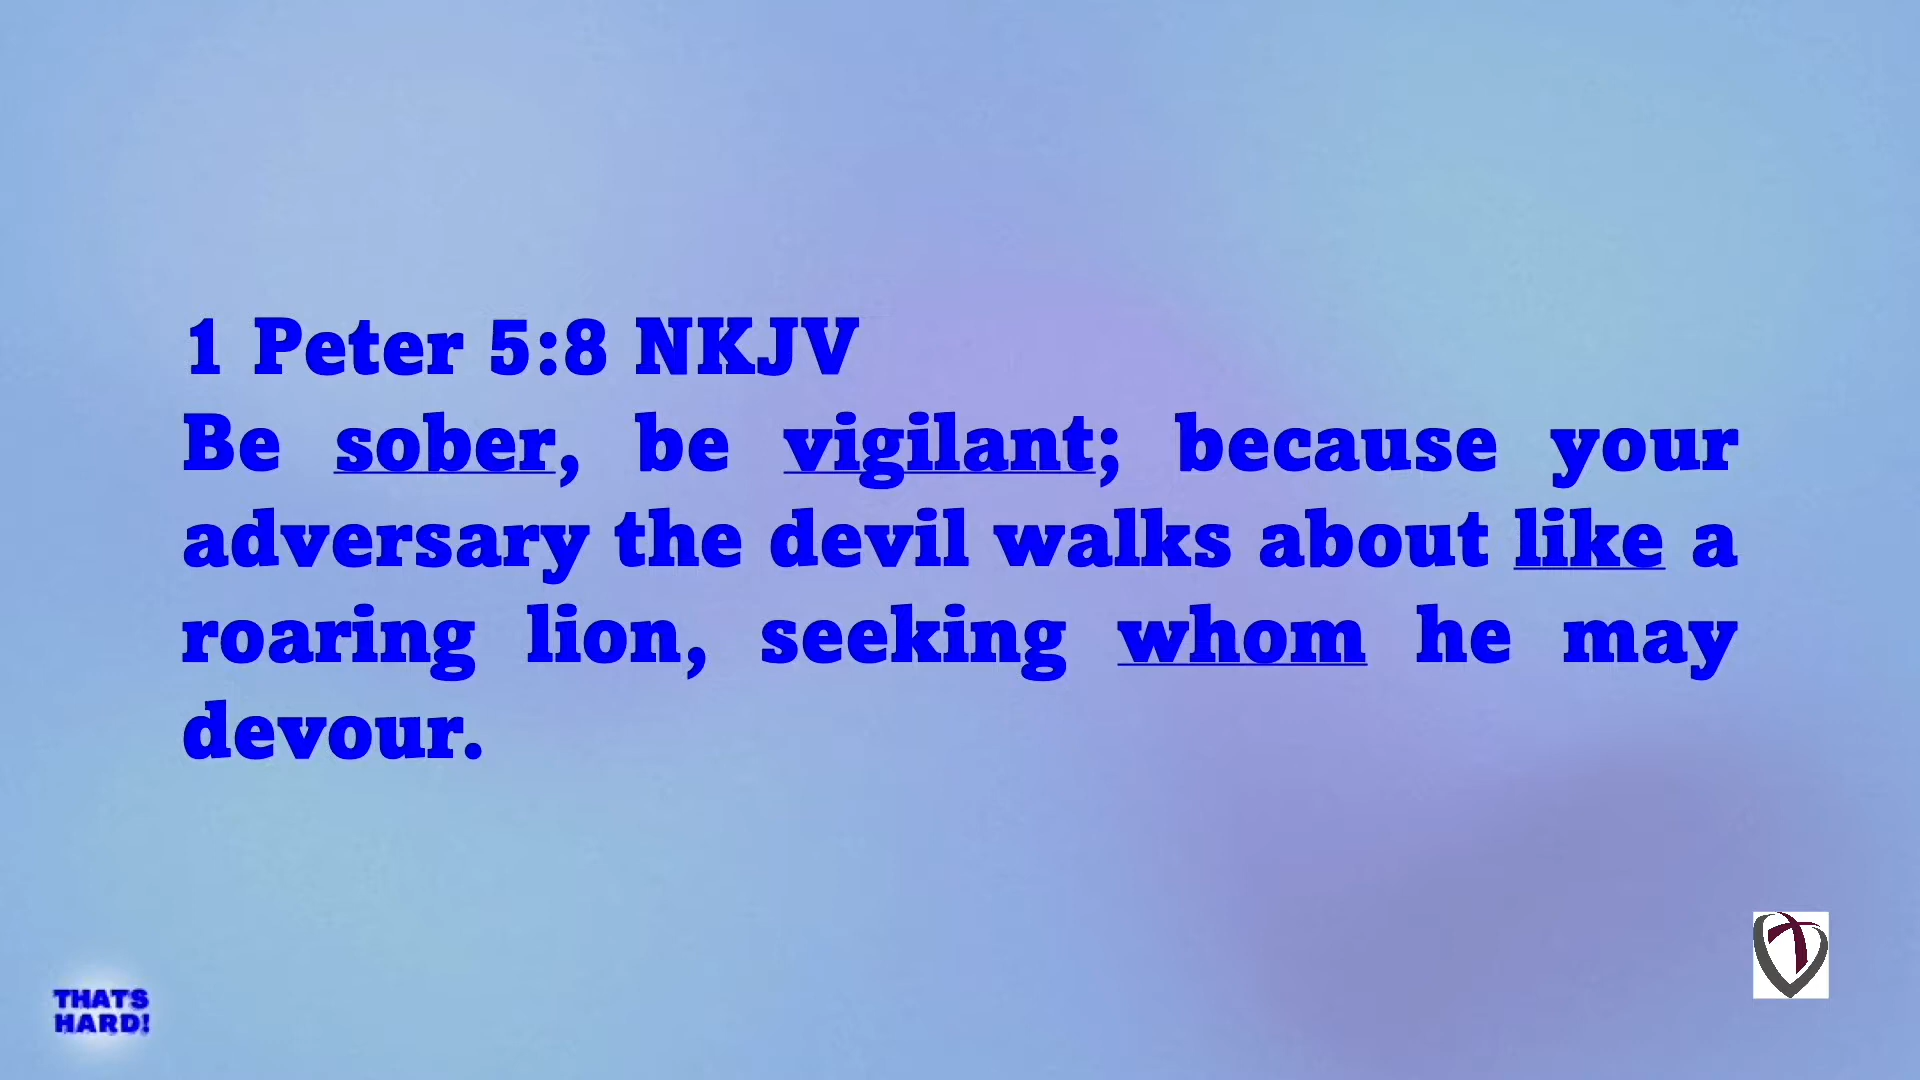 1 Peter 5:8 NKJV
Be sober, be vigilant; because your
adversary the devil walks about like a
roaring lion, seeking whom he may
devour.
THATS
HARD!